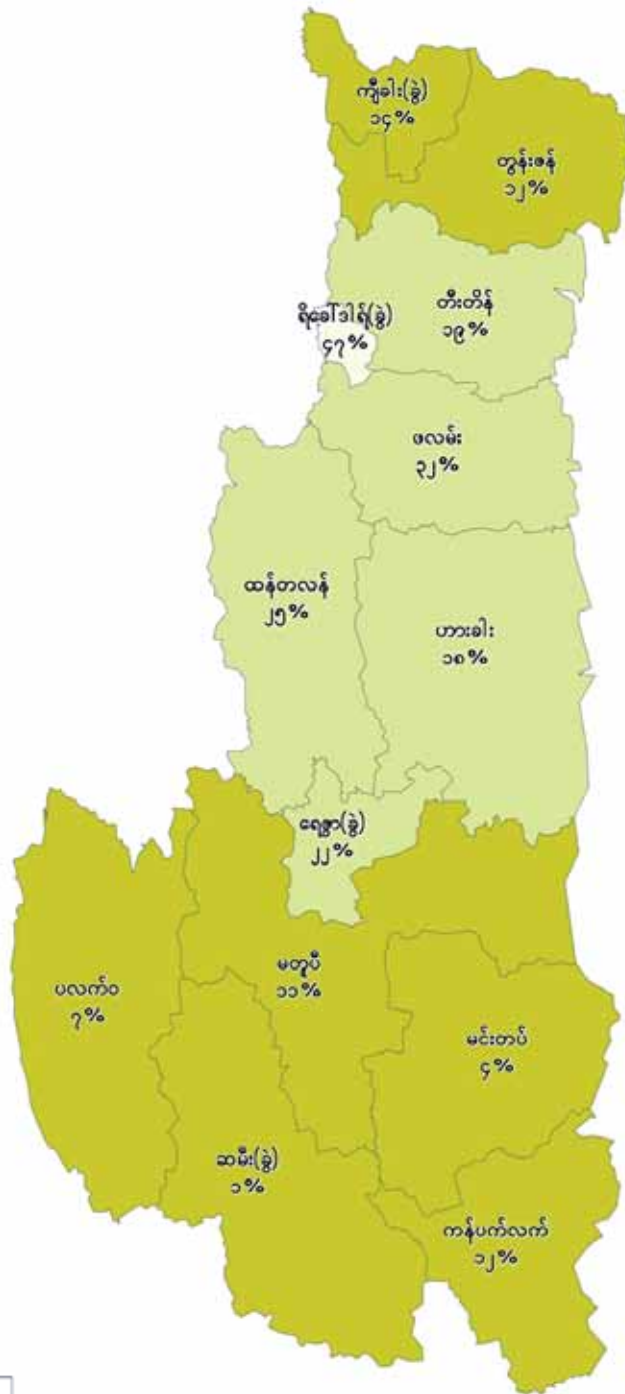 ကျီခါး(ခွဲ)
၁၄%
တွန်းဇန်
၁၂%
တီးတိန်
၁၉%
ရိခေါ်ဒါရ်(ခွဲ)
၄၇%
ဖလမ်း
၃၂%
ထန်တလန်
၂၅%
ဟားခါး
၁၈%
ရေဇွာ(ခွဲ)
၂၂%
မတူပီ
၁၁%
ပလက်ဝ
၇%
မင်းတပ်
၄%
ဆမီး(ခွဲ)
၁%
ကန်ပက်လက်
၁၂%